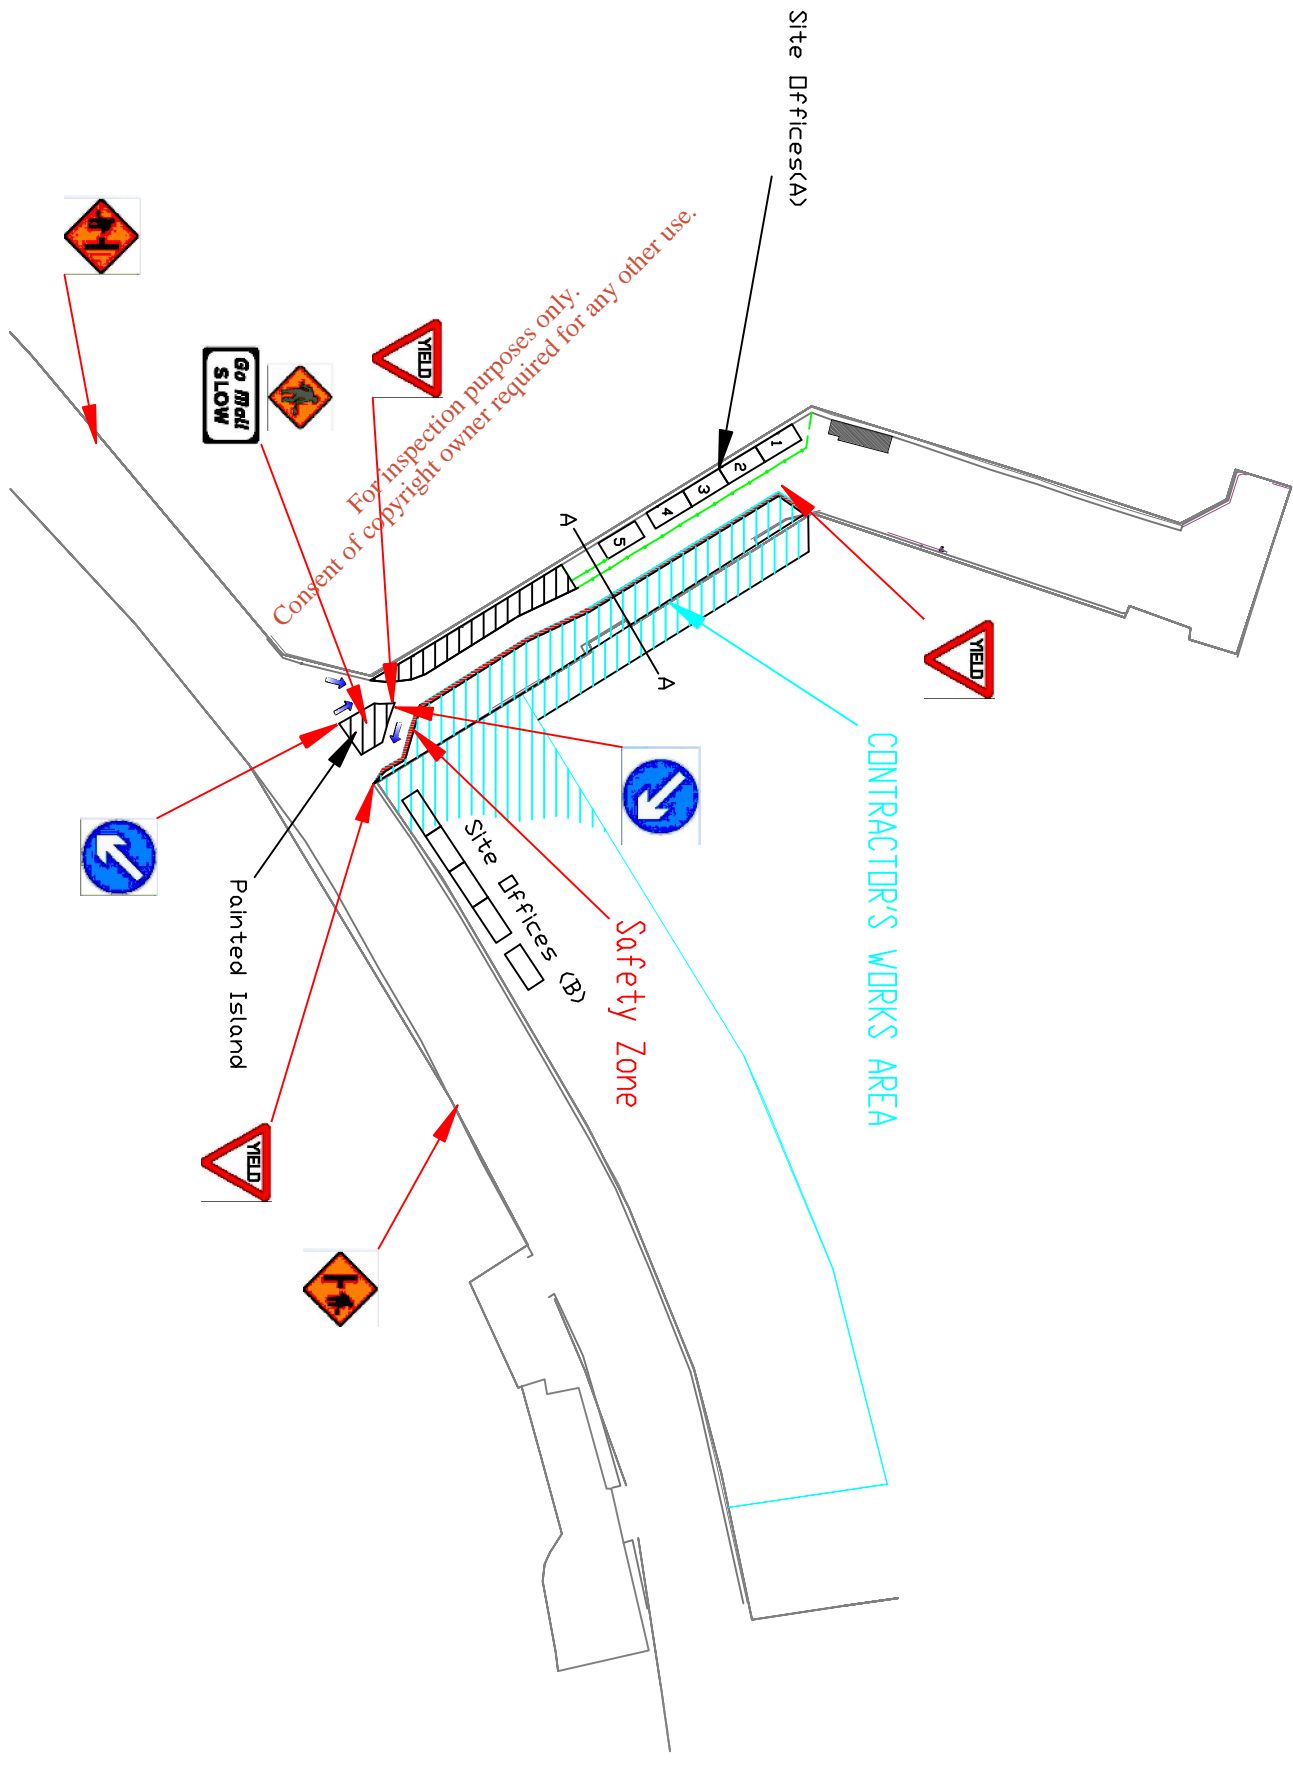 Site Offices(A)
1
2
3
4
5
A
A
YIELD
Go Mall
SLOW
YIELD
CONTRACTOR'S WORKS AREA
Site Offices (B)
Safety Zone
Painted Island
YIELD
For inspection purposes only.
Consent of copyright owner required for any other use.